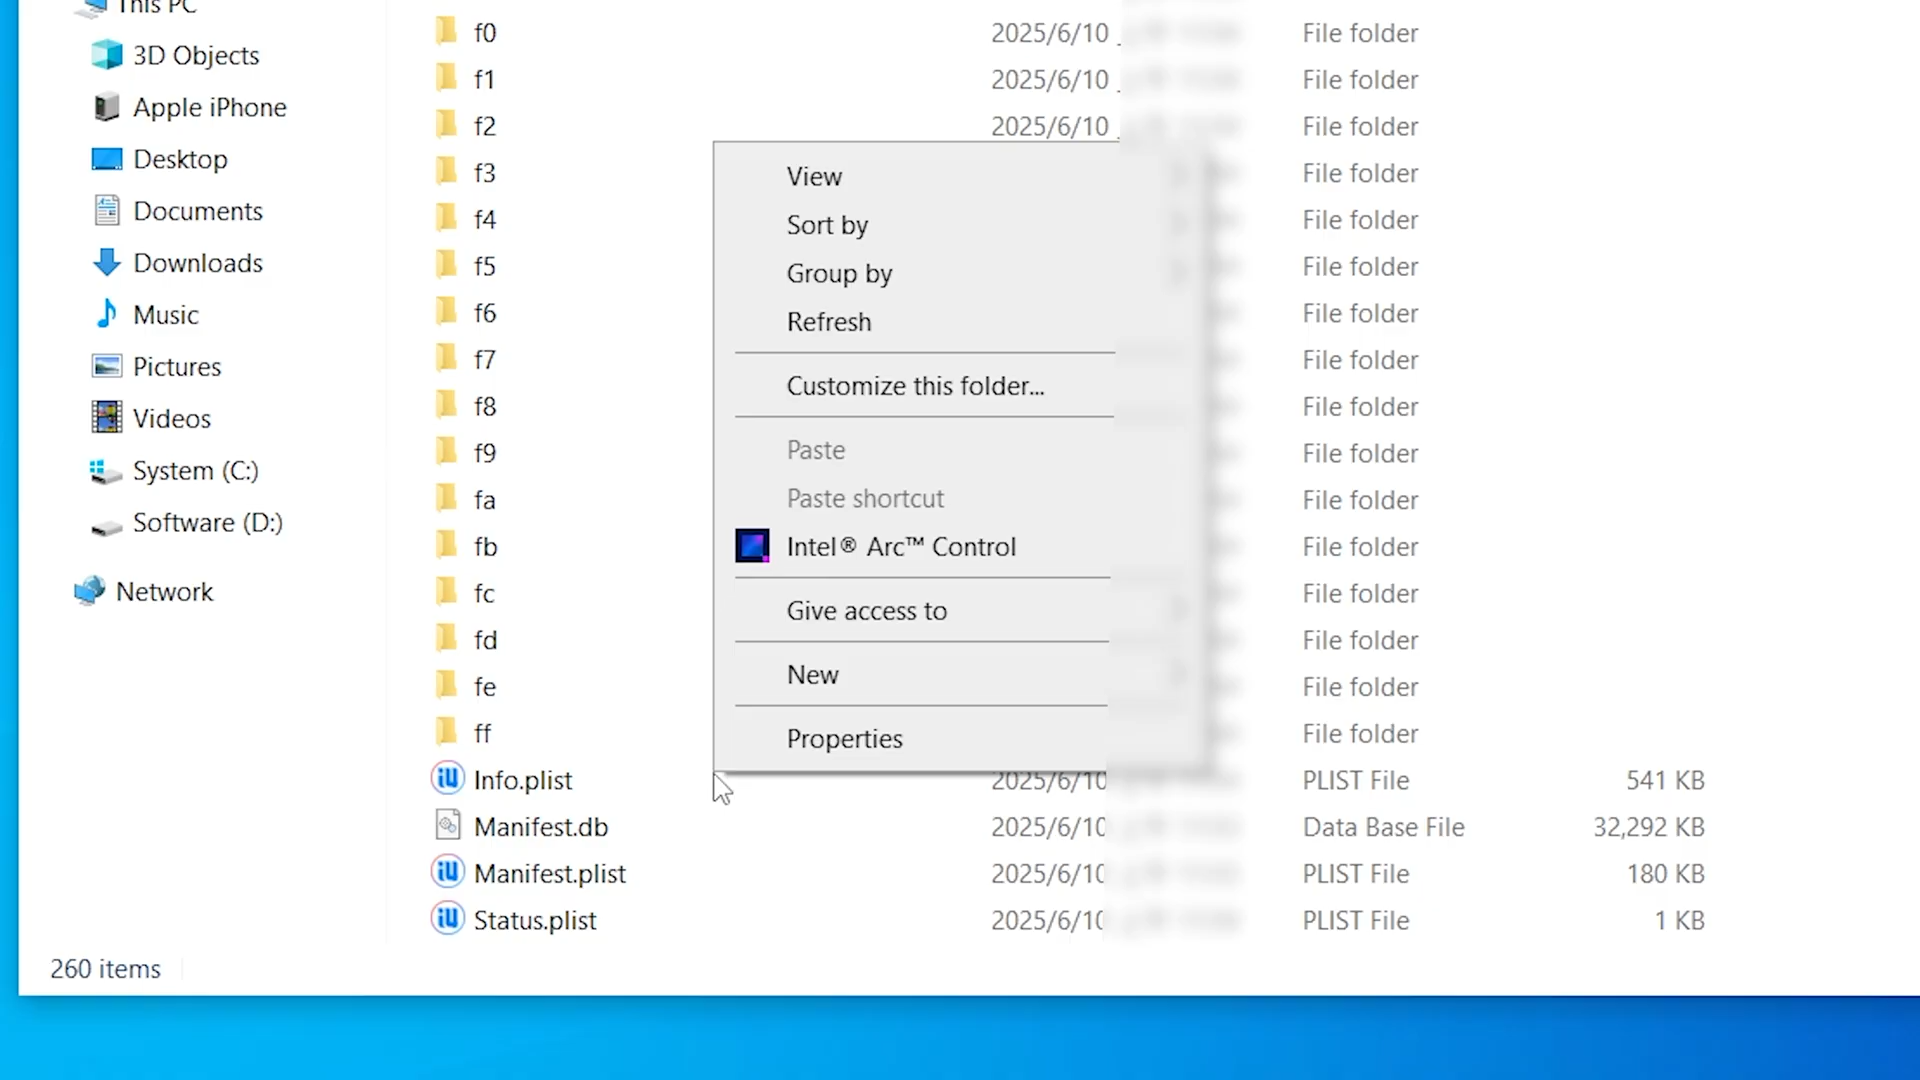 This PC
3D Objects
Apple iPhone
Desktop
Documents
Downloads
Music
Pictures
Videos
System (C:)
Software (D:)
Network
f0 2025/6/10 File folder
f1 2025/6/10 File folder
f2 2025/6/10 File folder
f3 File folder
f4 File folder
f5 File folder
f6 File folder
f7 File folder
f8 File folder
f9 File folder
fa File folder
fb File folder
fc File folder
fd File folder
fe File folder
ff File folder
Info.plist 2025/6/10 PLIST File 541 KB
Manifest.db 2025/6/10 Data Base File 32,292 KB
Manifest.plist 2025/6/10 PLIST File 180 KB
Status.plist 2025/6/10 PLIST File 1 KB
View
Sort by
Group by
Refresh
Customize this folder...
Paste
Paste shortcut
Intel® Arc™ Control
Give access to
New
Properties
260 items